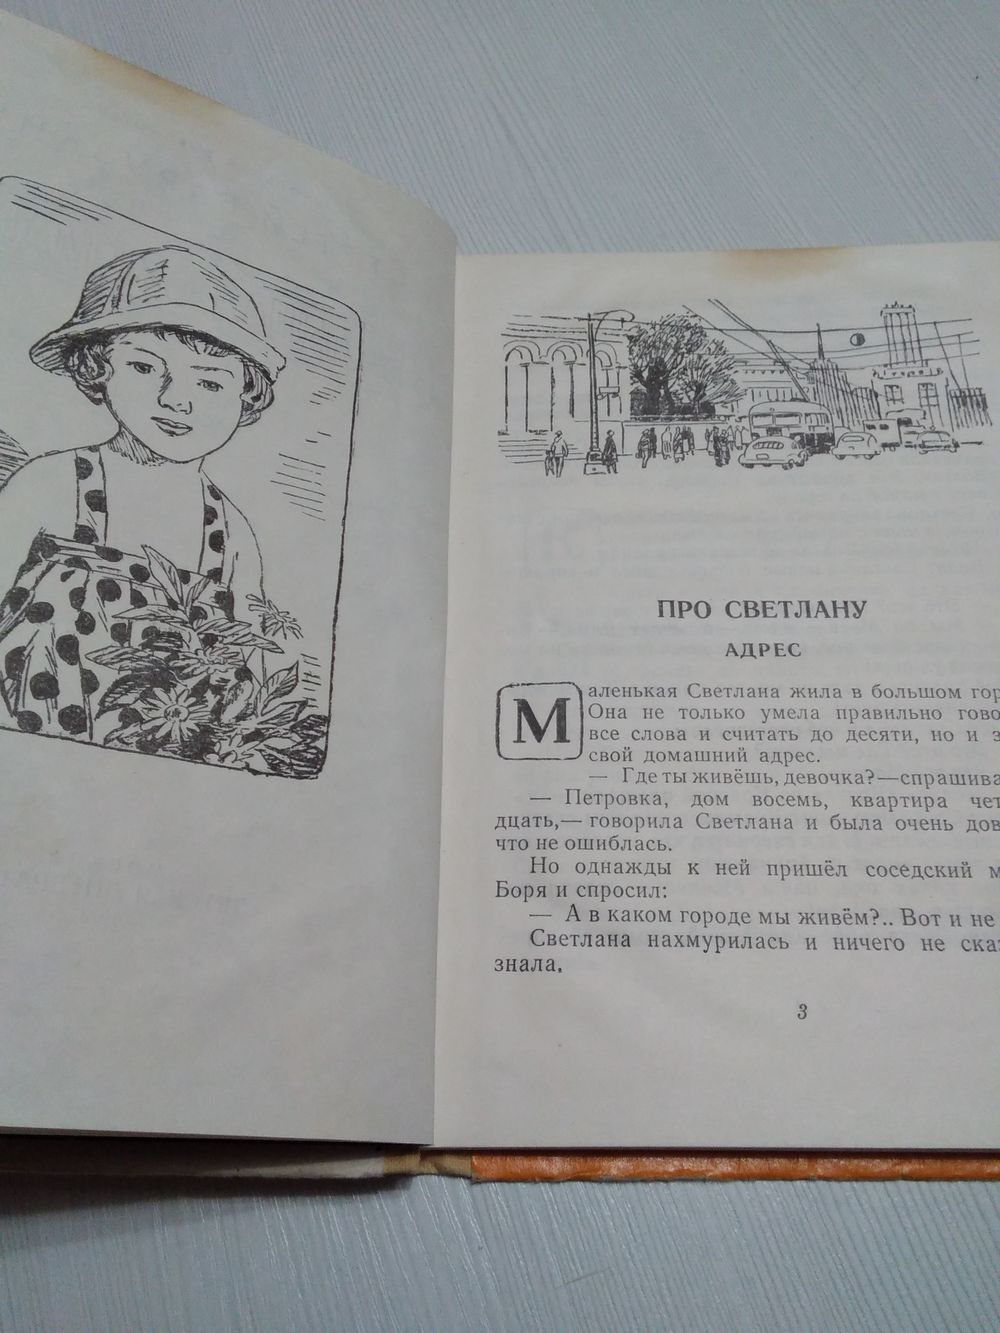 ПРО СВЕТЛАНУ
АДРЕС
Маленькая Светлана жила в большом гор
Она не только умела правильно гово
все слова и считать до десяти, но и з
свой домашний адрес.
— Где ты живёшь, девочка?—спрашива
— Петровка, дом восемь, квартира чет
дцать,— говорила Светлана и была очень дов
что не ошиблась.
Но однажды к ней пришёл соседский м
Боря и спросил:
— А в каком городе мы живём?.. Вот и не
Светлана нахмурилась и ничего не ска
знала.
3